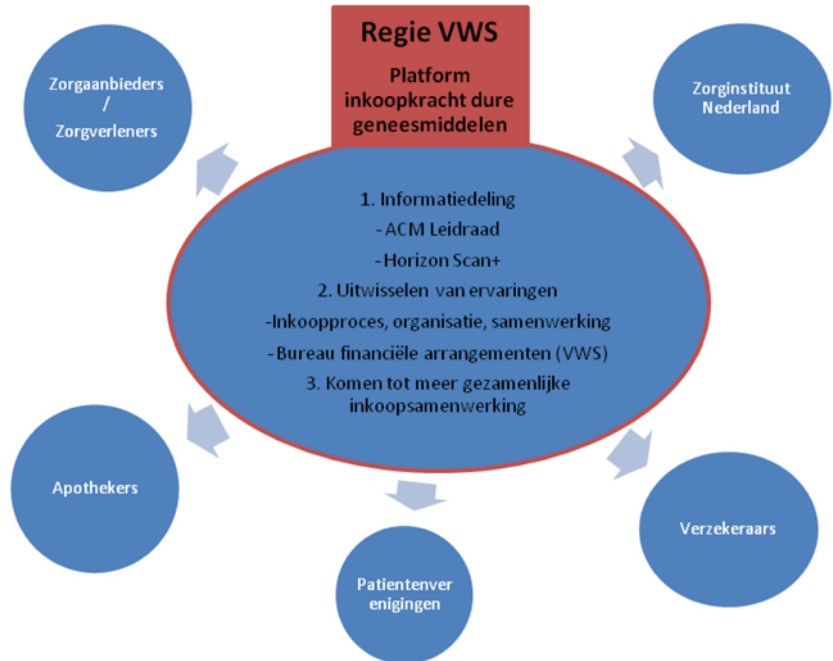 Regie VWS
Platform
inkoopkracht dure
geneesmiddelen
Zorgaanbieders
/
Zorgverleners
Zorginstituut
Nederland
1. Informatiedeling
- ACM Leidraad
- Horizon Scan+
2. Uitwisselen van ervaringen
-Inkoopproces, organisatie, samenwerking
- Bureau financiële arrangementen (VWS)
3. Komen tot meer gezamenlijke
inkoopsamenwerking
Apothekers
Patientenver
enigingen
Verzekeraars